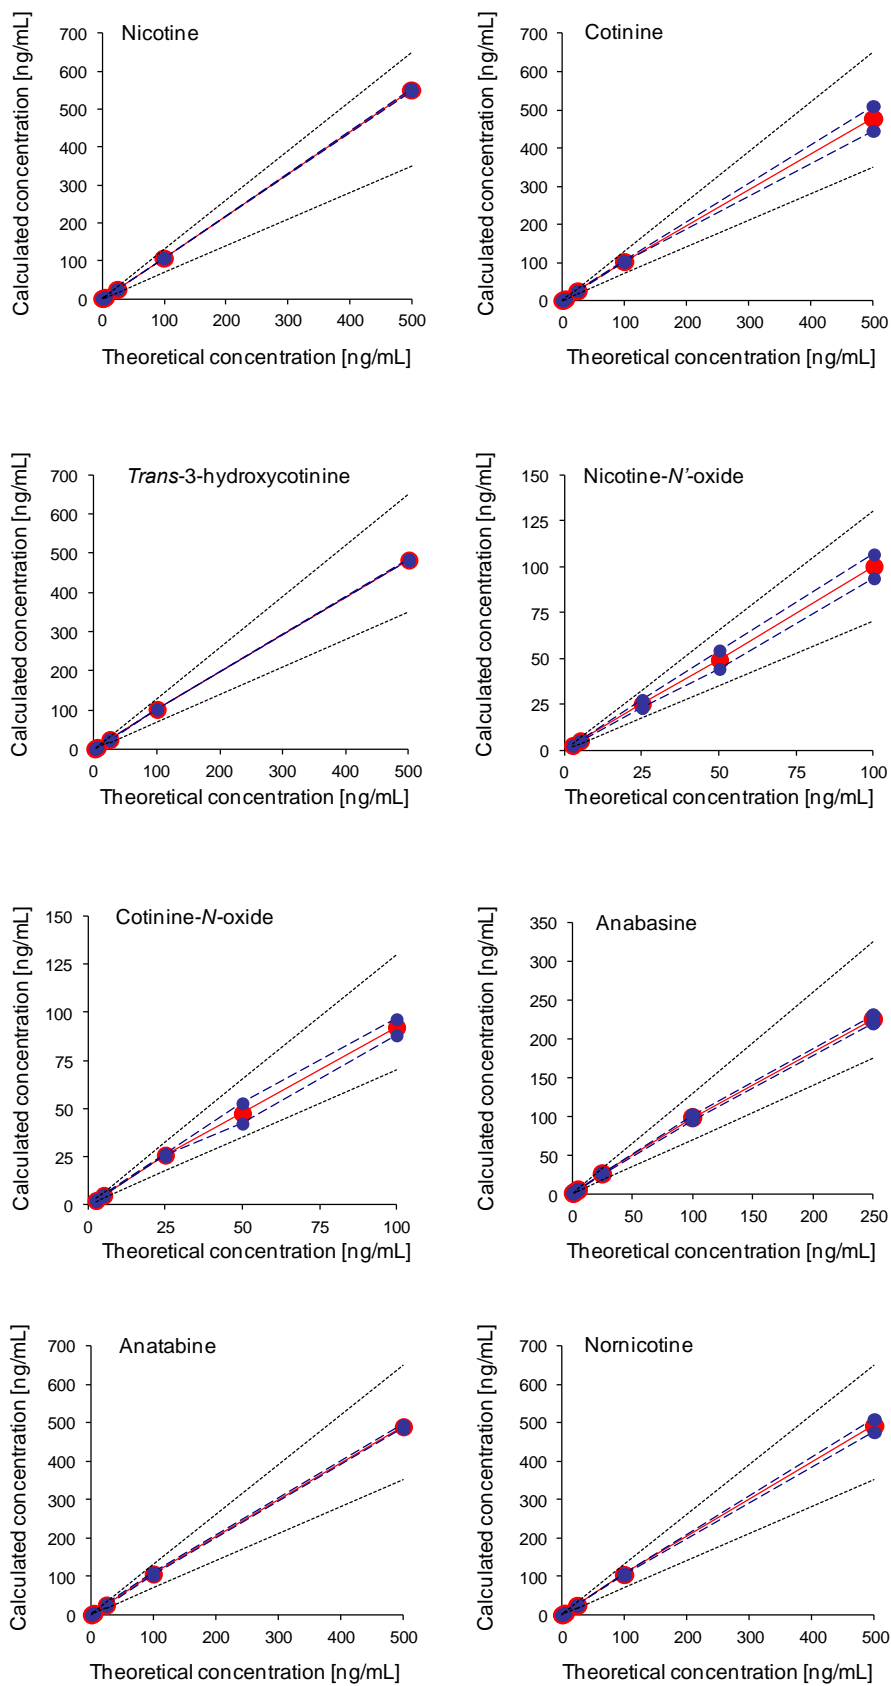 Nicotine
Calculated concentration [ng/mL]
700
600
500
400
300
200
100
0
0 100 200 300 400 500
Theoretical concentration [ng/mL]
Cotinine
Calculated concentration [ng/mL]
700
600
500
400
300
200
100
0
0 100 200 300 400 500
Theoretical concentration [ng/mL]
Trans-3-hydroxycotinine
Calculated concentration [ng/mL]
700
600
500
400
300
200
100
0
0 100 200 300 400 500
Theoretical concentration [ng/mL]
Nicotine-N'-oxide
Calculated concentration [ng/mL]
150
125
100
75
50
25
0
0 25 50 75 100
Theoretical concentration [ng/mL]
Cotinine-N-oxide
Calculated concentration [ng/mL]
150
125
100
75
50
25
0
0 25 50 75 100
Theoretical concentration [ng/mL]
Anabasine
Calculated concentration [ng/mL]
350
300
250
200
150
100
50
0
0 50 100 150 200 250
Theoretical concentration [ng/mL]
Anatabine
Calculated concentration [ng/mL]
700
600
500
400
300
200
100
0
0 100 200 300 400 500
Theoretical concentration [ng/mL]
Nornicotine
Calculated concentration [ng/mL]
700
600
500
400
300
200
100
0
0 100 200 300 400 500
Theoretical concentration [ng/mL]